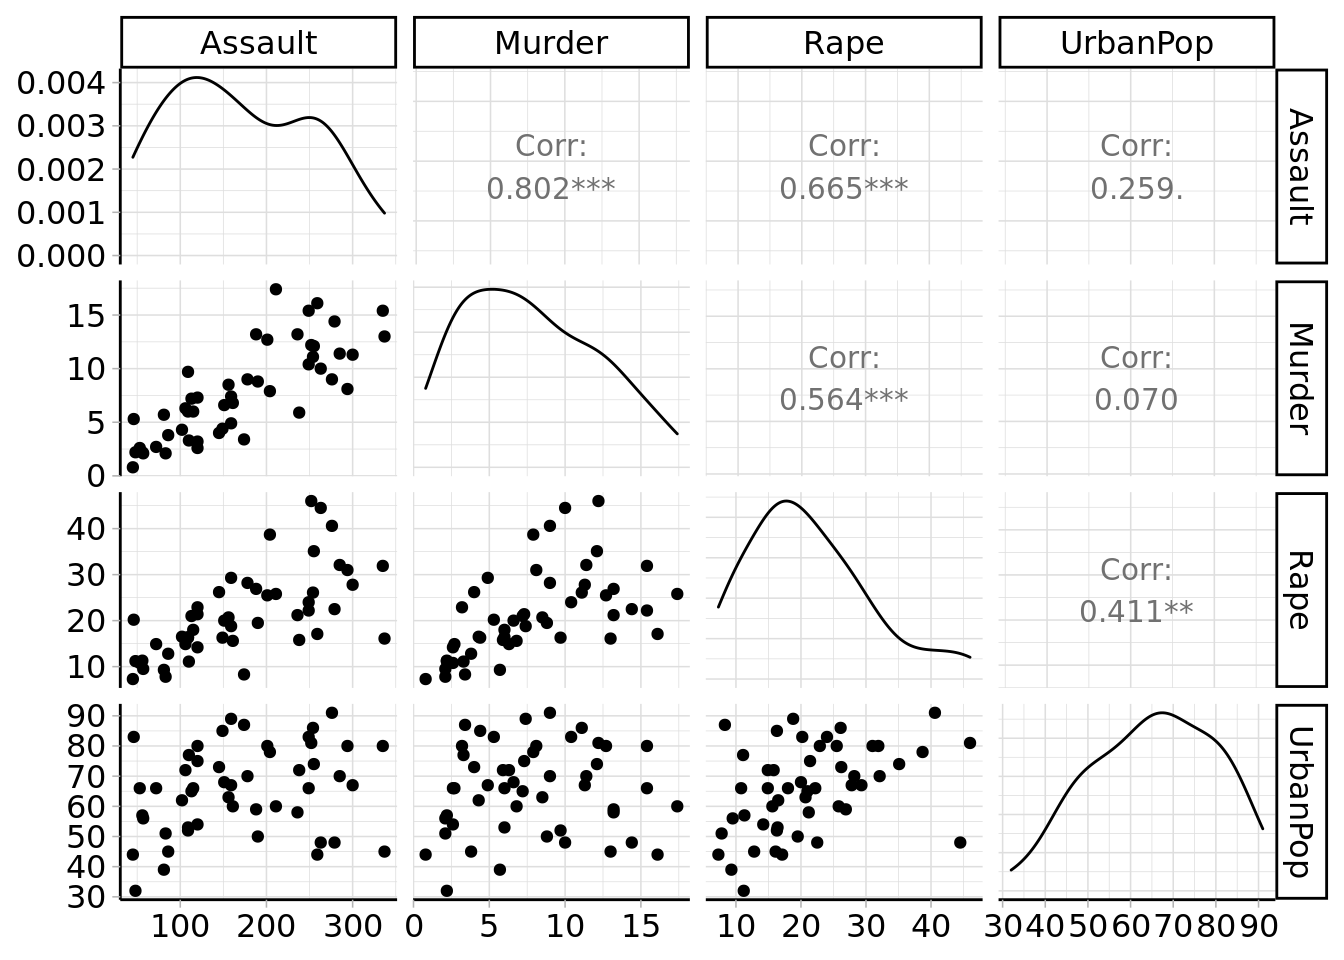 Assault Murder Rape UrbanPop
0.004
0.003
0.002
0.001
0.000
Corr:
0.802***
Corr:
0.665***
Corr:
0.259.
Assault
15
10
5
0
Corr:
0.564***
Corr:
0.070
Murder
40
30
20
10
Corr:
0.411**
Rape
90
80
70
60
50
40
30
UrbanPop
100 200 300 0 5 10 15 10 20 30 40 30 40 50 60 70 80 90